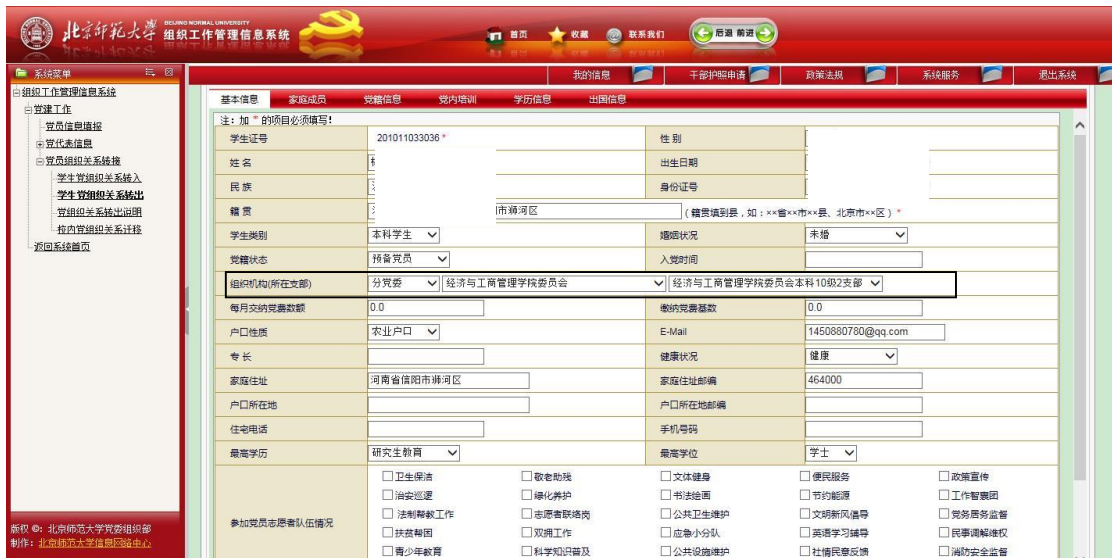 北京师范大学 BEIJING NORMAL UNIVERSITY 组织工作管理信息系统
首页 收藏 联系我们 后退 前进
系统菜单
我的信息 干部护照申请 政策法规 系统服务 退出系统
组织工作管理信息系统
党建工作
党员信息填报
党代表信息
党员组织关系转接
学生党组织关系转入
学生党组织关系转出
党组织关系转出说明
校内党组织关系迁移
返回系统首页
基本信息 家庭成员 党籍信息 党内培训 学历信息 出国信息
注：加 * 的项目必须填写！
学生证号 201011033036 * 性 别
姓 名 出生日期
民 族 身份证号
籍 贯 市浉河区 (籍贯填到县，如：××省××市××县、北京市××区) *
学生类别 本科学生 婚姻状况 未婚
党籍状态 预备党员 入党时间
组织机构(所在支部) 分党委 经济与工商管理学院委员会 经济与工商管理学院委员会本科10级2支部
每月交纳党费数额 0.0 缴纳党费基数 0.0
户口性质 农业户口 E-Mail 1450880780@qq.com
专 长 健康状况 健康
家庭住址 河南省信阳市浉河区 家庭住址邮编 464000
户口所在地 户口所在地邮编
住宅电话 手机号码
最高学历 研究生教育 最高学位 学士
参加党员志愿者队伍情况
卫生保洁 敬老助残 文体健身 便民服务 政策宣传
治安巡逻 绿化养护 书法绘画 节约能源 工作智囊团
法制帮教工作 志愿者联络岗 公共卫生维护 文明新风倡导 党务居务监督
扶贫帮困 双拥工作 应急小分队 英语学习辅导 民事调解维权
青少年教育 科学知识普及 公共设施维护 社情民意反馈 消防安全监督
版权 ©：北京师范大学党委组织部
制作：北京师范大学信息网络中心